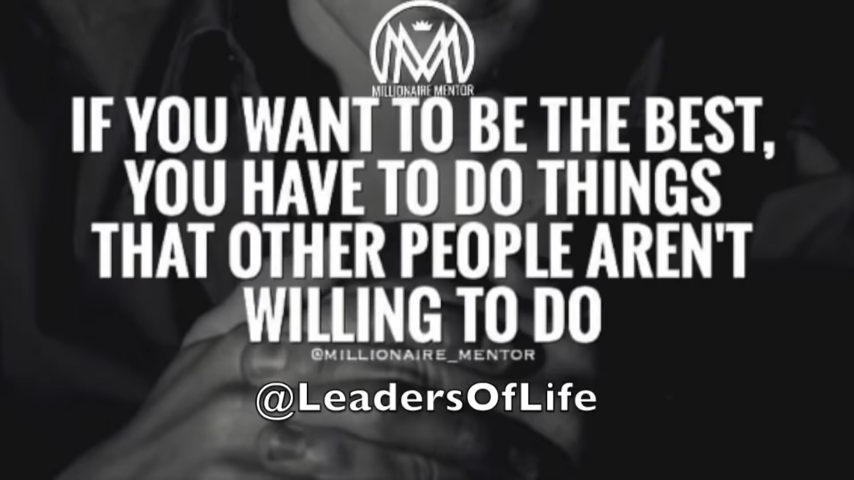 MILLIONAIRE MENTOR
IF YOU WANT TO BE THE BEST,
YOU HAVE TO DO THINGS
THAT OTHER PEOPLE AREN'T
WILLING TO DO
@MILLIONAIRE_MENTOR
@LeadersOfLife